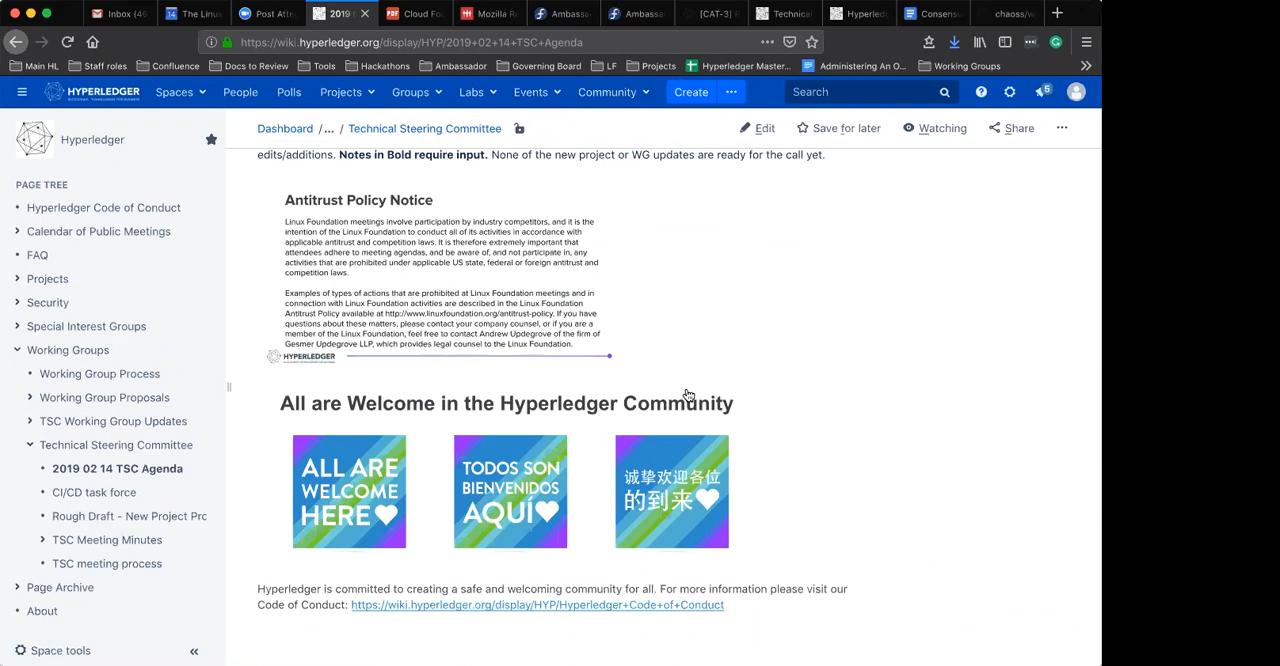 Inbox (46
The Linux
Post Atte
2019
Cloud Fo
Mozilla Re
Ambassa
Ambassa
[CAT-3] R
Technical
Hyperled
Consens
chaoss/w
https://wiki.hyperledger.org/display/HYP/2019+02+14+TSC+Agenda
Main HL
Staff roles
Confluence
Docs to Review
Tools
Hackathons
Ambassador
Governing Board
LF
Projects
Hyperledger Master...
Administering An O...
Working Groups
HYPERLEDGER
Spaces
People
Polls
Projects
Groups
Labs
Events
Community
Create
Search
5
Hyperledger
PAGE TREE
Hyperledger Code of Conduct
Calendar of Public Meetings
FAQ
Projects
Security
Special Interest Groups
Working Groups
Working Group Process
Working Group Proposals
TSC Working Group Updates
Technical Steering Committee
2019 02 14 TSC Agenda
CI/CD task force
Rough Draft - New Project Prc
TSC Meeting Minutes
TSC meeting process
Page Archive
About
Space tools
Dashboard /... / Technical Steering Committee
Edit
Save for later
Watching
Share
edits/additions. Notes in Bold require input. None of the new project or WG updates are ready for the call yet.
Antitrust Policy Notice
Linux Foundation meetings involve participation by industry competitors, and it is the
intention of the Linux Foundation to conduct all of its activities in accordance with
applicable antitrust and competition laws. It is therefore extremely important that
attendees adhere to meeting agendas, and be aware of, and not participate in, any
activities that are prohibited under applicable US state, federal or foreign antitrust and
competition laws.
Examples of types of actions that are prohibited at Linux Foundation meetings and in
connection with Linux Foundation activities are described in the Linux Foundation
Antitrust Policy available at http://www.linuxfoundation.org/antitrust-policy. If you have
questions about these matters, please contact your company counsel, or if you are a
member of the Linux Foundation, feel free to contact Andrew Updegrove of the firm of
Gesmer Updegrove LLP, which provides legal counsel to the Linux Foundation.
HYPERLEDGER
All are Welcome in the Hyperledger Community
ALL ARE
WELCOME
HERE
TODOS SON
BIENVENIDOS
AQUÍ
诚挚欢迎各位
的到来
Hyperledger is committed to creating a safe and welcoming community for all. For more information please visit our
Code of Conduct: https://wiki.hyperledger.org/display/HYP/Hyperledger+Code+of+Conduct